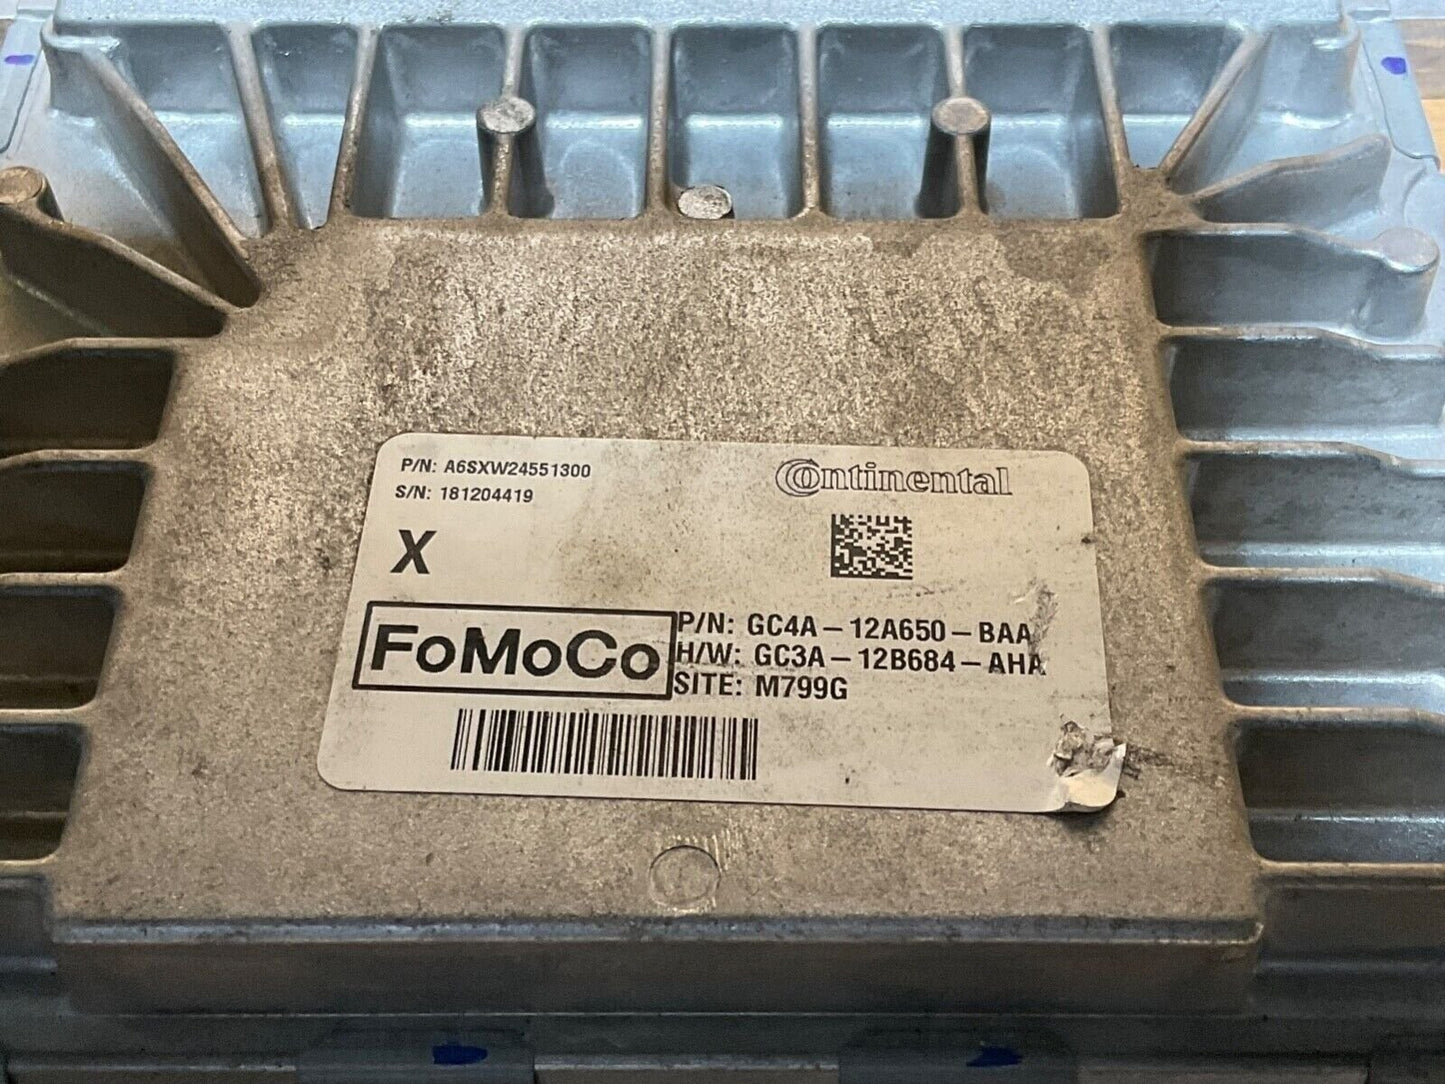 P/N: A6SXW24551300
S/N: 181204419
Continental
X
FoMoCo
P/N: GC4A-12A650-BAA
H/W: GC3A-12B684-AHA
SITE: M799G